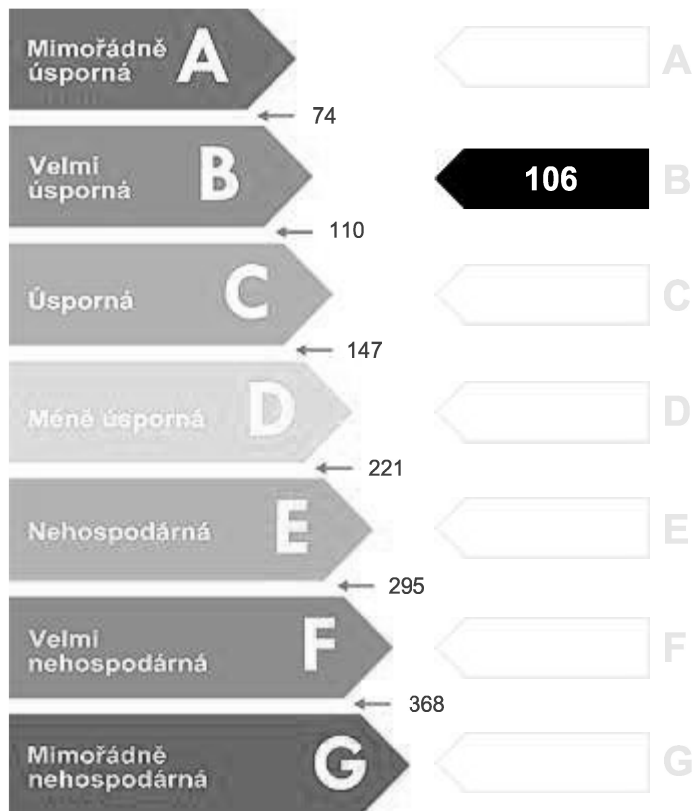 Mimořádně
úsporná
A
A
74
Velmi
úsporná
B
106
B
110
Úsporná
C
C
147
Méně úsporná
D
D
221
Nehospodárná
E
E
295
Velmi
nehospodárná
F
F
368
Mimořádně
nehospodárná
G
G